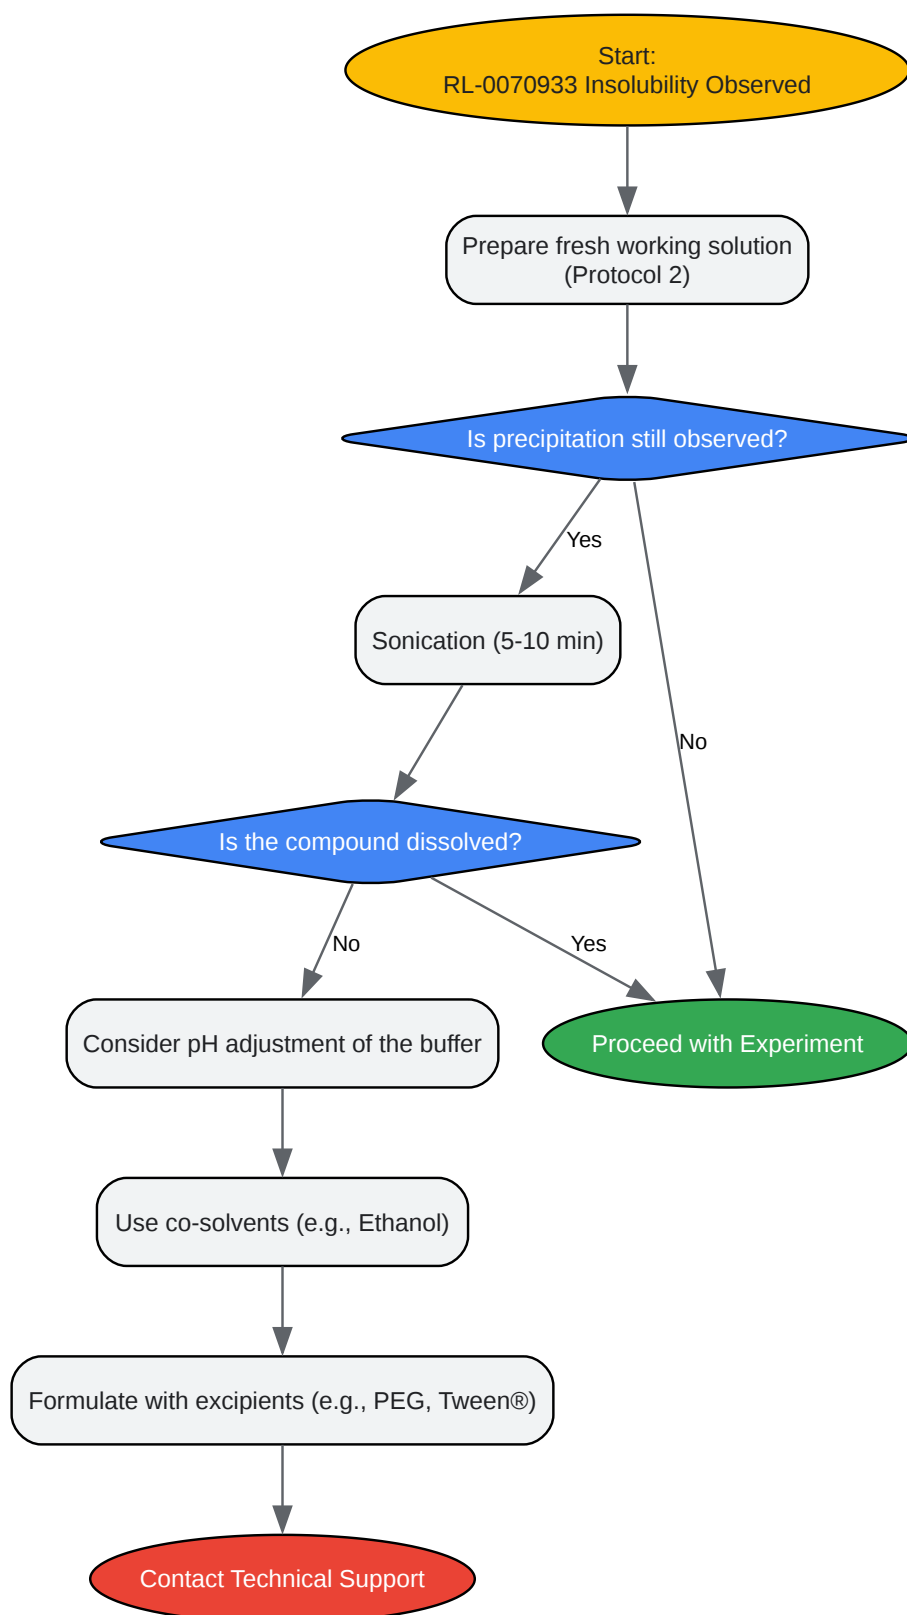 Start:
RL-0070933 Insolubility Observed
Prepare fresh working solution
(Protocol 2)
Is precipitation still observed?
Yes
Sonication (5-10 min)
No
Is the compound dissolved?
No
Yes
Consider pH adjustment of the buffer
Proceed with Experiment
Use co-solvents (e.g., Ethanol)
Formulate with excipients (e.g., PEG, Tween®)
Contact Technical Support